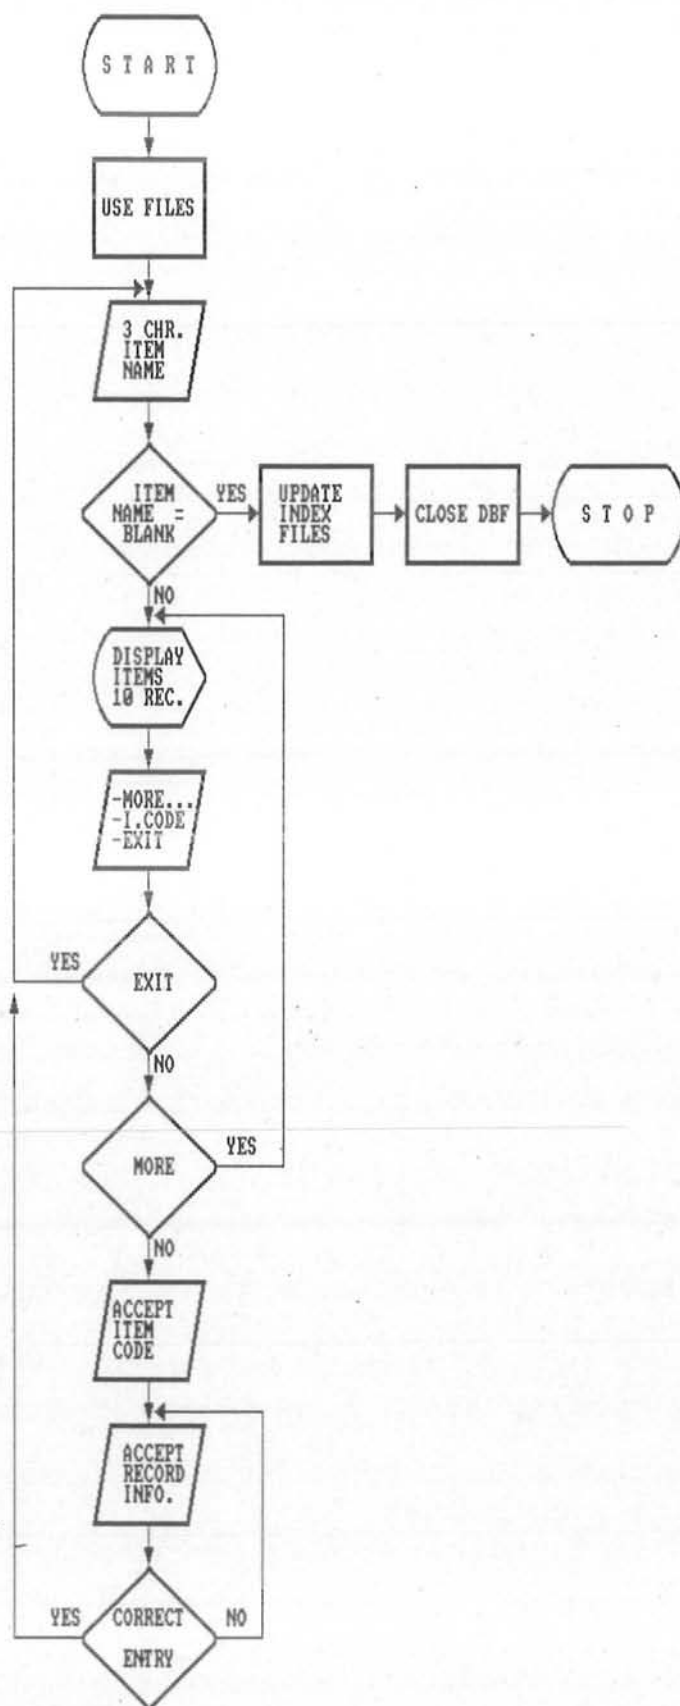 S T A R T
USE FILES
3 CHR.
ITEM
NAME
ITEM
NAME =
BLANK
YES
UPDATE
INDEX
FILES
CLOSE DBF
S T O P
NO
DISPLAY
ITEMS
10 REC.
-MORE...
-I.CODE
-EXIT
YES
EXIT
NO
MORE
YES
NO
ACCEPT
ITEM
CODE
ACCEPT
RECORD
INFO.
YES
CORRECT
ENTRY
NO